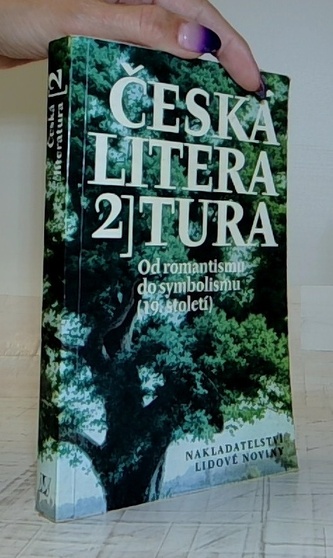 ČESKÁ
LITERA
2]TURA
Od romantismu
do symbolismu
(19. století)
NAKLADATELSTVÍ
LIDOVÉ NOVINY
Česká
literatura
[2